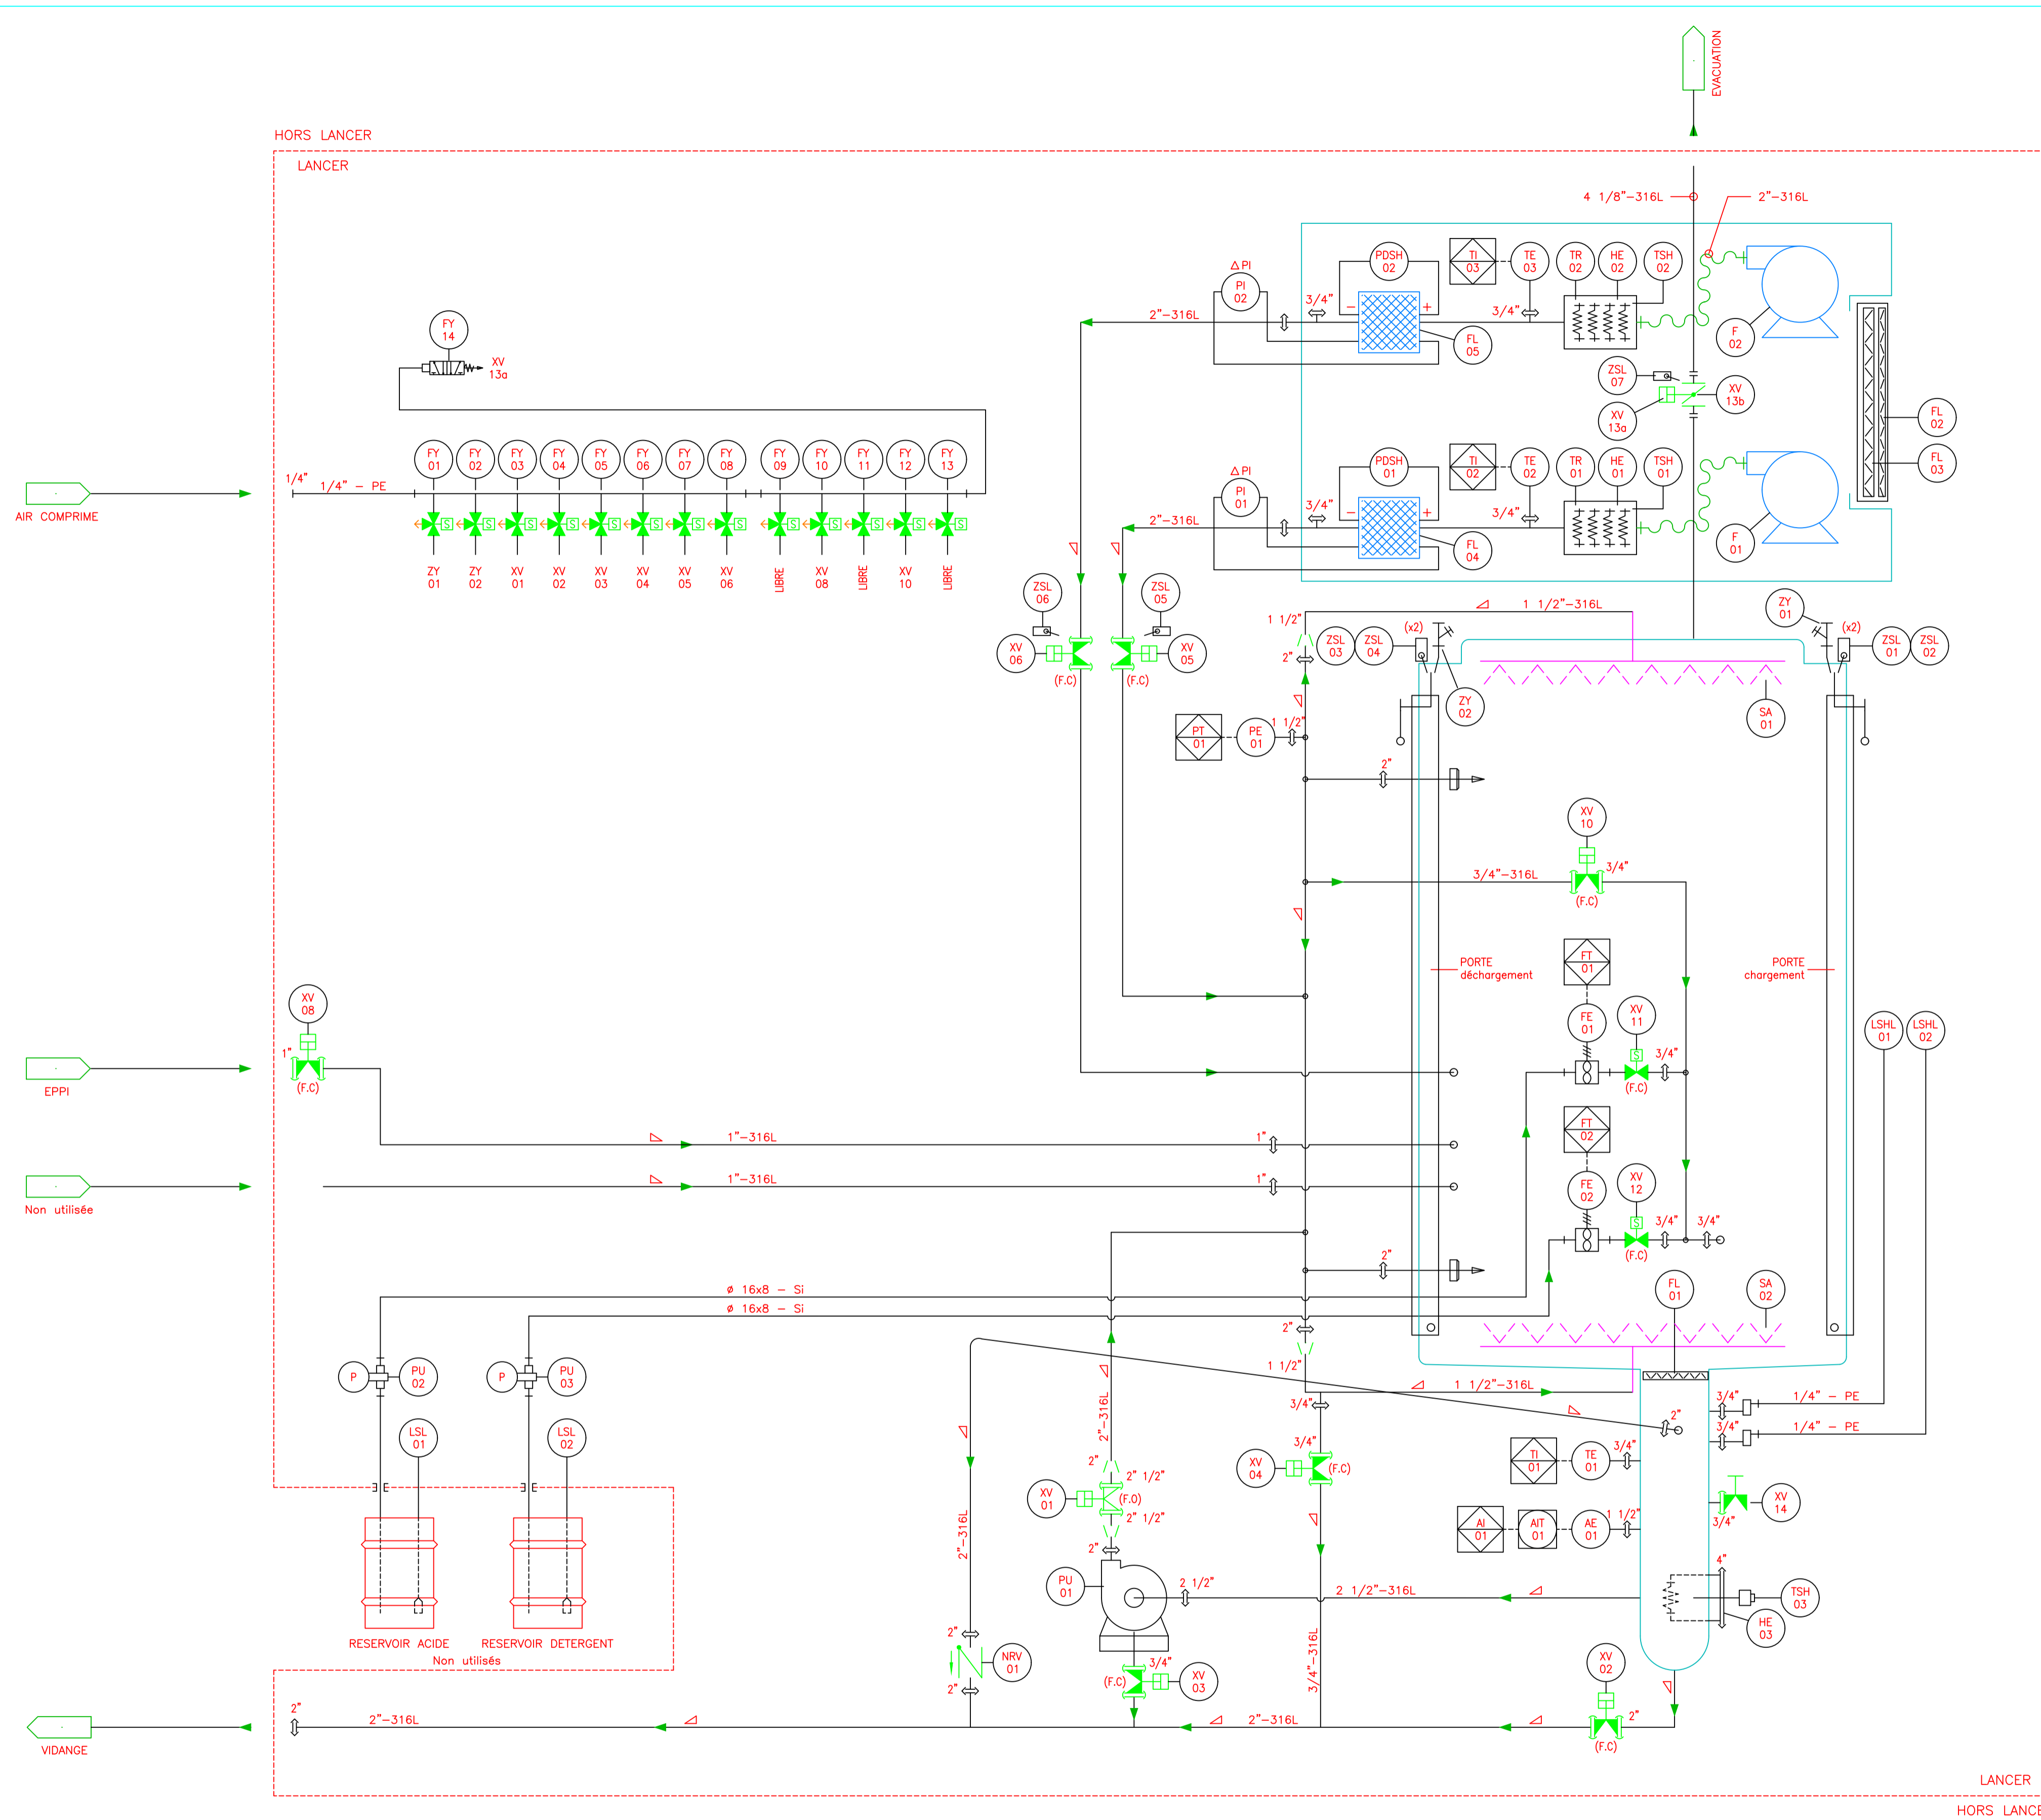 EVACUATION
HORS LANCER
LANCER
4 1/8"-316L
2"-316L
PDSH
02
TI
03
TE
03
TR
02
HE
02
TSH
02
△ PI
PI
02
3/4"
−
+
3/4"
2"-316L
FL
05
F
02
FY
14
XV
13a
ZSL
07
XV
13b
XV
13a
FL
02
FL
03
PDSH
01
TI
02
TE
02
TR
01
HE
01
TSH
01
△ PI
PI
01
3/4"
−
+
3/4"
2"-316L
FL
04
F
01
AIR COMPRIME
1/4"
1/4" - PE
FY
01
FY
02
FY
03
FY
04
FY
05
FY
06
FY
07
FY
08
FY
09
FY
10
FY
11
FY
12
FY
13
S
S
S
S
S
S
S
S
S
S
S
S
S
ZY
01
ZY
02
XV
01
XV
02
XV
03
XV
04
XV
05
XV
06
LIBRE
XV
08
LIBRE
XV
10
LIBRE
ZSL
06
ZSL
05
XV
06
XV
05
(F.C)
(F.C)
1 1/2"
1 1/2"-316L
2"
ZSL
03
ZSL
04
(x2)
ZY
01
(x2)
ZSL
01
ZSL
02
ZY
02
SA
01
PT
01
PE
01
1 1/2"
2"
XV
10
3/4"-316L
3/4"
(F.C)
PORTE
déchargement
PORTE
chargement
FT
01
FE
01
XV
11
S
3/4"
(F.C)
LSHL
01
LSHL
02
XV
08
1"
(F.C)
EPPI
1"-316L
1"
Non utilisée
1"-316L
1"
FT
02
FE
02
XV
12
S
3/4"
3/4"
(F.C)
2"
ø 16x8 - Si
ø 16x8 - Si
FL
01
SA
02
2"
1 1/2"
1 1/2"-316L
P
PU
02
P
PU
03
LSL
01
LSL
02
RESERVOIR ACIDE
RESERVOIR DETERGENT
Non utilisés
2"-316L
2"
2" 1/2"
XV
01
(F.O)
2" 1/2"
2"
PU
01
2 1/2"
2 1/2"-316L
3/4"
3/4"
XV
04
(F.C)
3/4"-316L
2"
3/4"
1/4" - PE
3/4"
1/4" - PE
TI
01
TE
01
3/4"
AI
01
AIT
01
AE
01
1 1/2"
XV
14
3/4"
4"
TSH
03
HE
03
2"-316L
2"
NRV
01
2"
(F.C)
3/4"
XV
03
XV
02
2"
(F.C)
VIDANGE
2"
2"-316L
2"-316L
LANCER
HORS LANCE